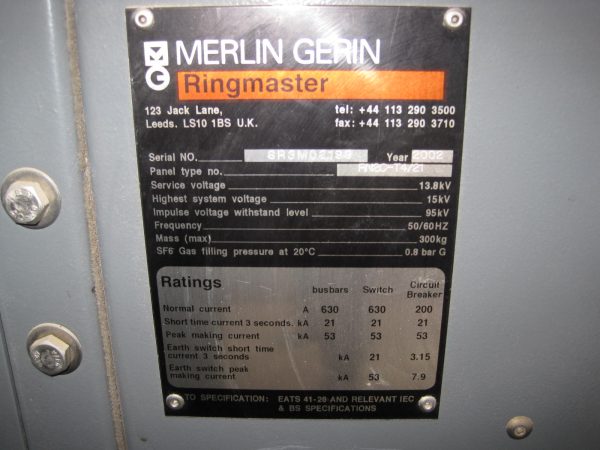 MG
MERLIN GERIN
Ringmaster
123 Jack Lane, tel: +44 113 290 3500
Leeds. LS10 1BS U.K. fax: +44 113 290 3710
Serial NO. Year 2002
Panel type no. RN2C-T4/21
Service voltage 13.8kV
Highest system voltage 15kV
Impulse voltage withstand level 95kV
Frequency 50/60HZ
Mass (max) 300kg
SF6 Gas filling pressure at 20°C 0.8 bar G
Ratings busbars Switch Circuit Breaker
Normal current A 630 630 200
Short time current 3 seconds. kA 21 21 21
Peak making current kA 53 53 53
Earth switch short time
current 3 seconds kA 21 3.15
Earth switch peak
making current kA 53 7.9
TO SPECIFICATION: EATS 41-26 AND RELEVANT IEC
& BS SPECIFICATIONS